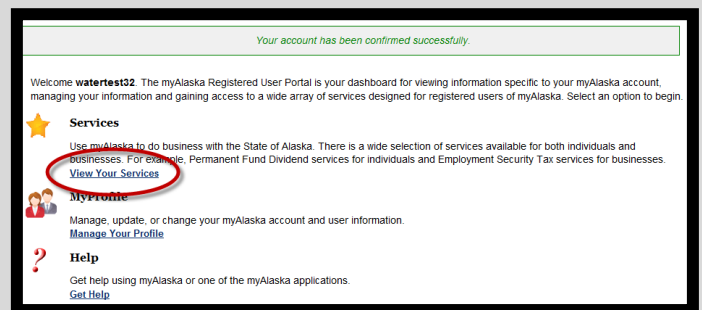 Your account has been confirmed successfully.
Welcome watertest32. The myAlaska Registered User Portal is your dashboard for viewing information specific to your myAlaska account,
managing your information and gaining access to a wide array of services designed for registered users of myAlaska. Select an option to begin.
Services
Use myAlaska to do business with the State of Alaska. There is a wide selection of services available for both individuals and
businesses. For example, Permanent Fund Dividend services for individuals and Employment Security Tax services for businesses.
View Your Services
MyProfile
Manage, update, or change your myAlaska account and user information.
Manage Your Profile
Help
Get help using myAlaska or one of the myAlaska applications.
Get Help